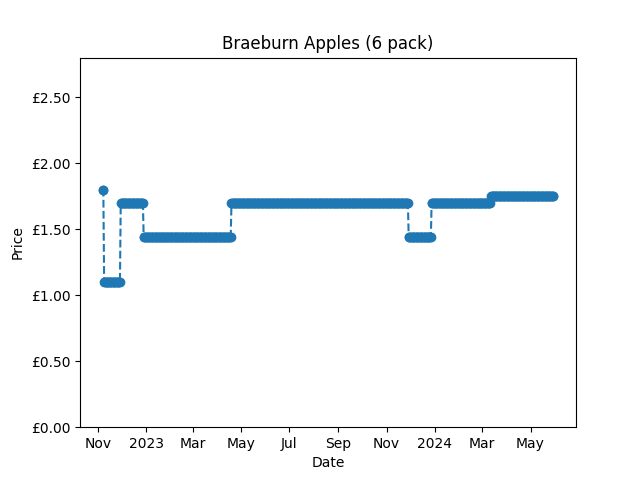 Braeburn Apples (6 pack)
£2.50
£2.00
£1.50
£1.00
£0.50
£0.00
Price
Nov 2023 Mar May Jul Sep Nov 2024 Mar May
Date